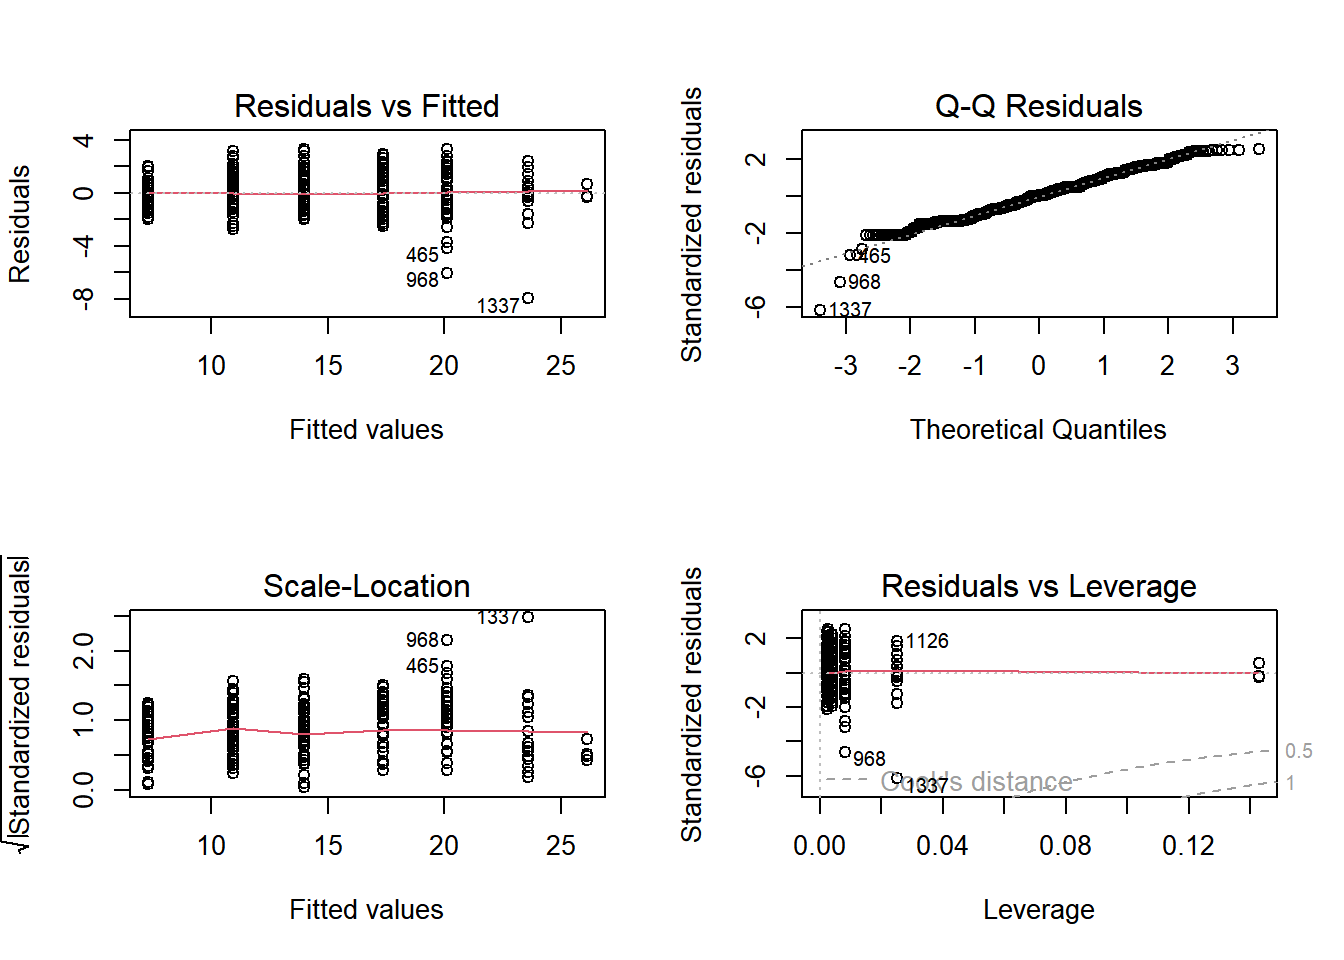 Residuals vs Fitted
Residuals
4
0
-4
-8
465
968
1337
10 15 20 25
Fitted values
Q-Q Residuals
Standardized residuals
2
-2
-6
465
968
1337
-3 -2 -1 0 1 2 3
Theoretical Quantiles
Scale-Location
√|Standardized residuals|
2.0
1.0
0.0
1337
968
465
10 15 20 25
Fitted values
Residuals vs Leverage
Standardized residuals
2
-2
-6
1126
968
1337
Cook's distance
0.5
1
0.00 0.04 0.08 0.12
Leverage